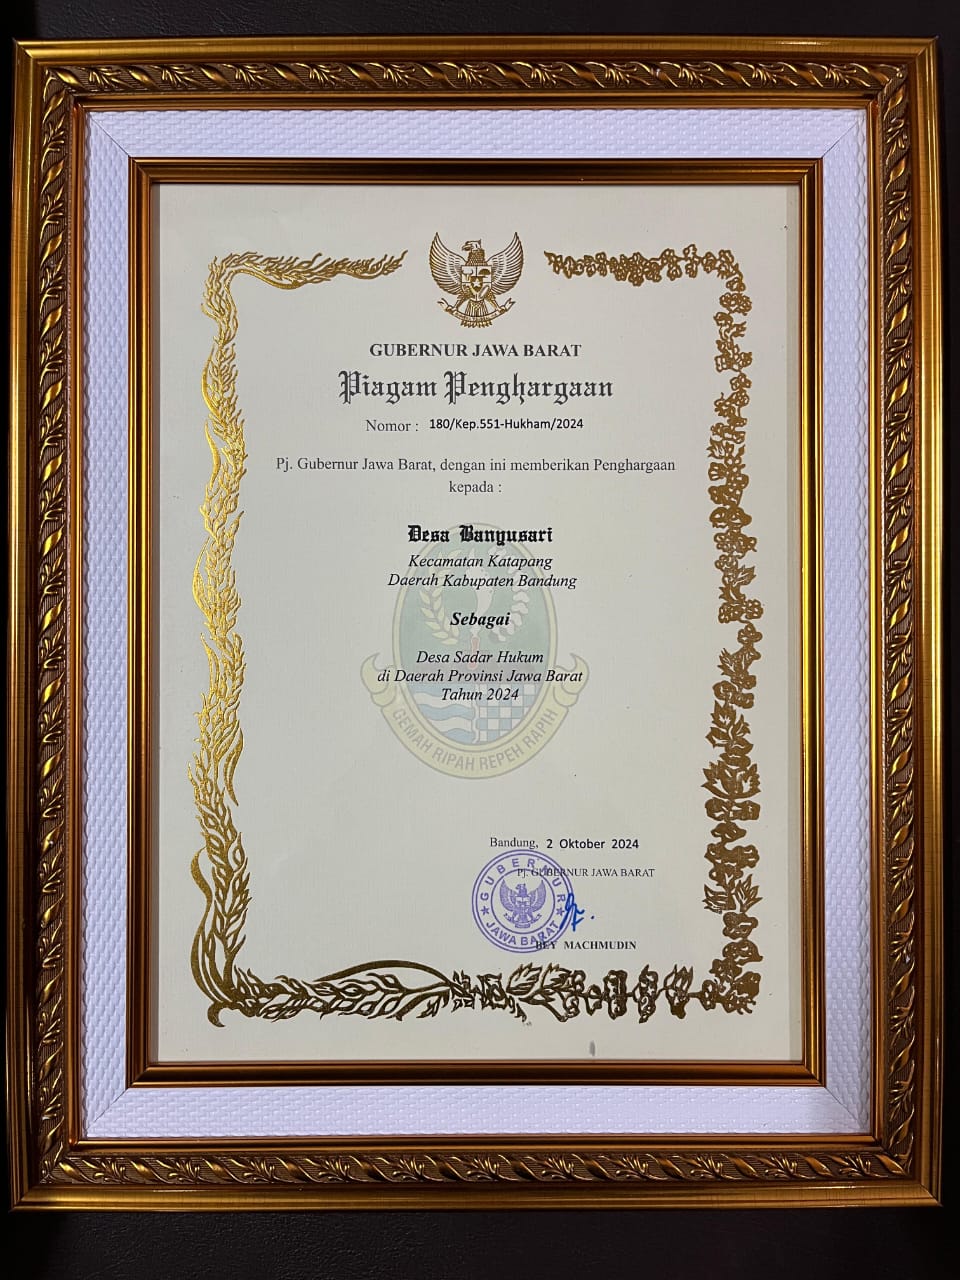 GUBERNUR JAWA BARAT
Piagam Penghargaan
Nomor : 180/Kep.551-Hukham/2024
Pj. Gubernur Jawa Barat, dengan ini memberikan Penghargaan
kepada :
Desa Banyusari
Kecamatan Katapang
Daerah Kabupaten Bandung
Sebagai
Desa Sadar Hukum
di Daerah Provinsi Jawa Barat
Tahun 2024
GEMAH RIPAH REPEH RAPIH
Bandung, 2 Oktober 2024
Pj. GUBERNUR JAWA BARAT
GUBERNUR
JAWA BARAT
BEY MACHMUDIN